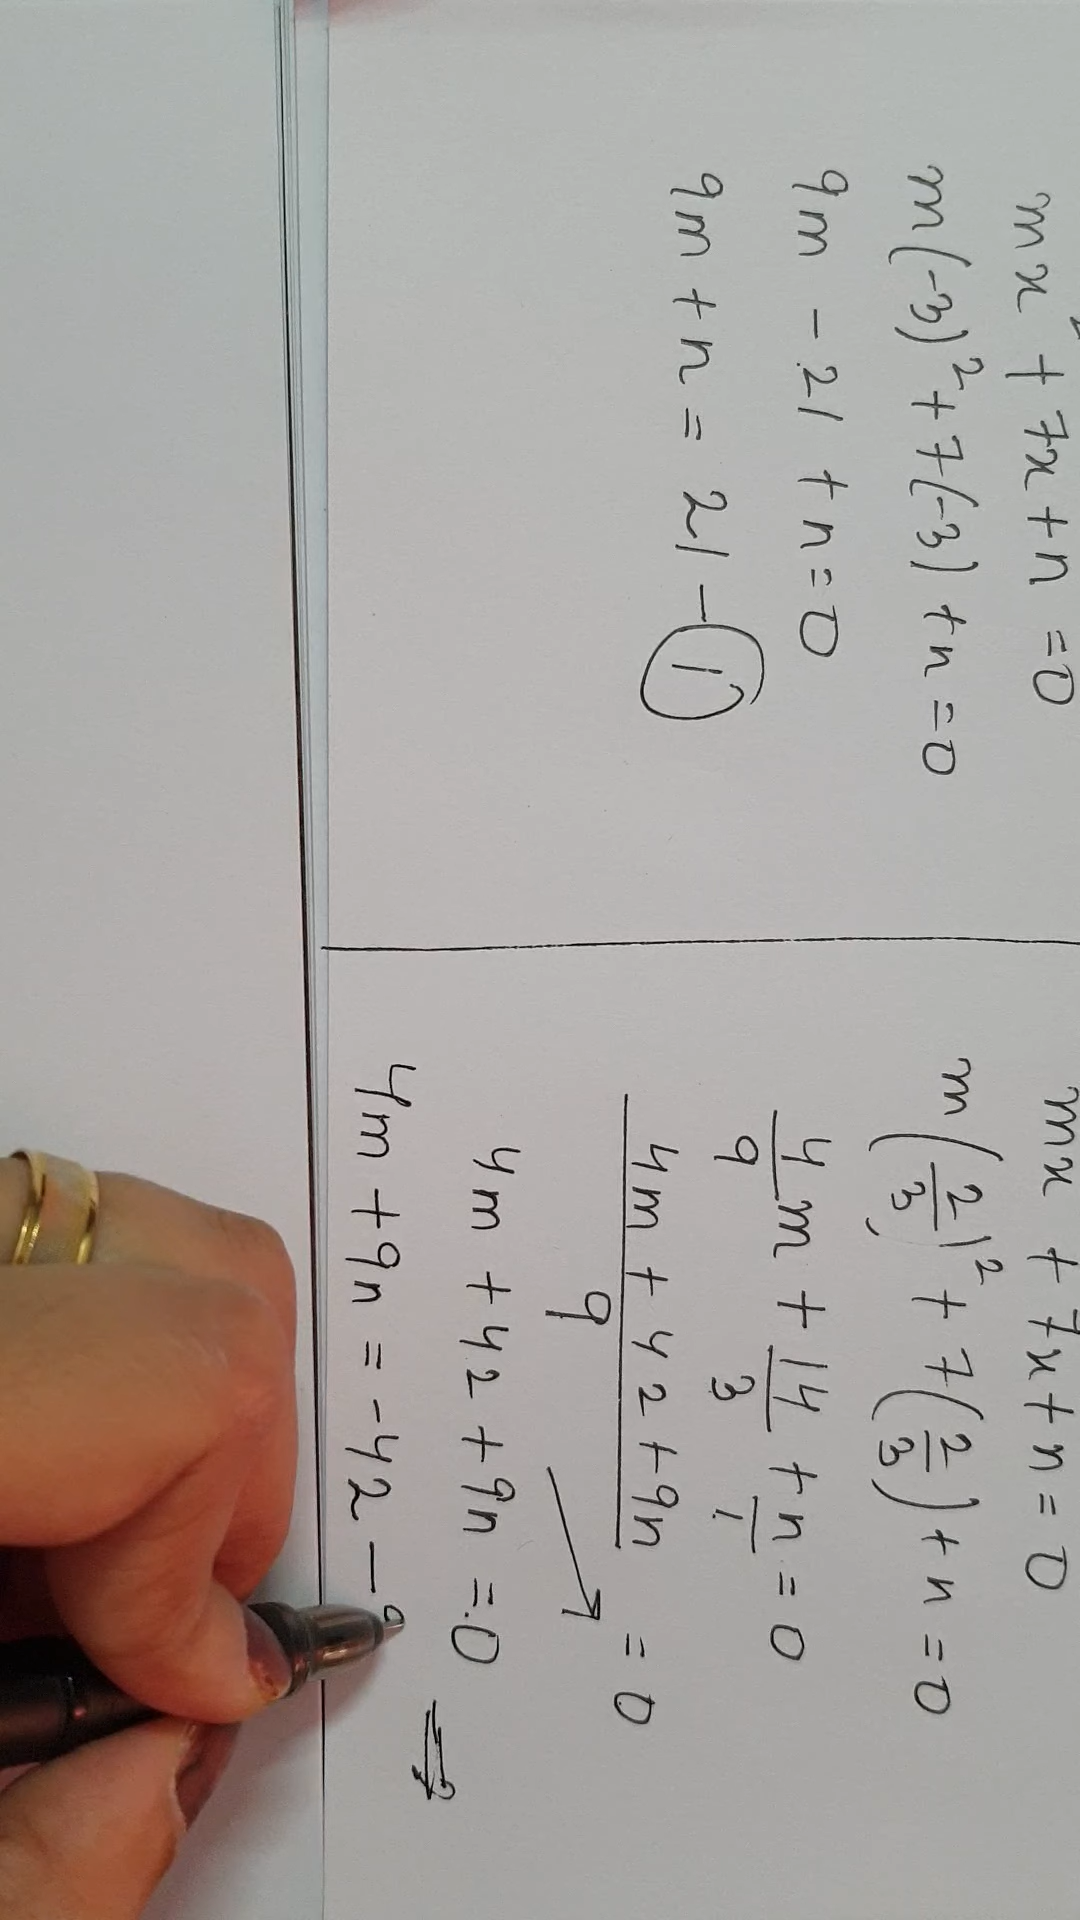 mx² + 7x + n = 0
m(-3)² + 7(-3) + n = 0
9m - 21 + n = 0
9m + n = 21 - ①
mx + 7x + n = 0
m(2/3)² + 7(2/3) + n = 0
4/9 m + 14/3 + n/1 = 0
4m + 42 + 9n / 9 = 0
4m + 42 + 9n = 0
4m + 9n = -42 -